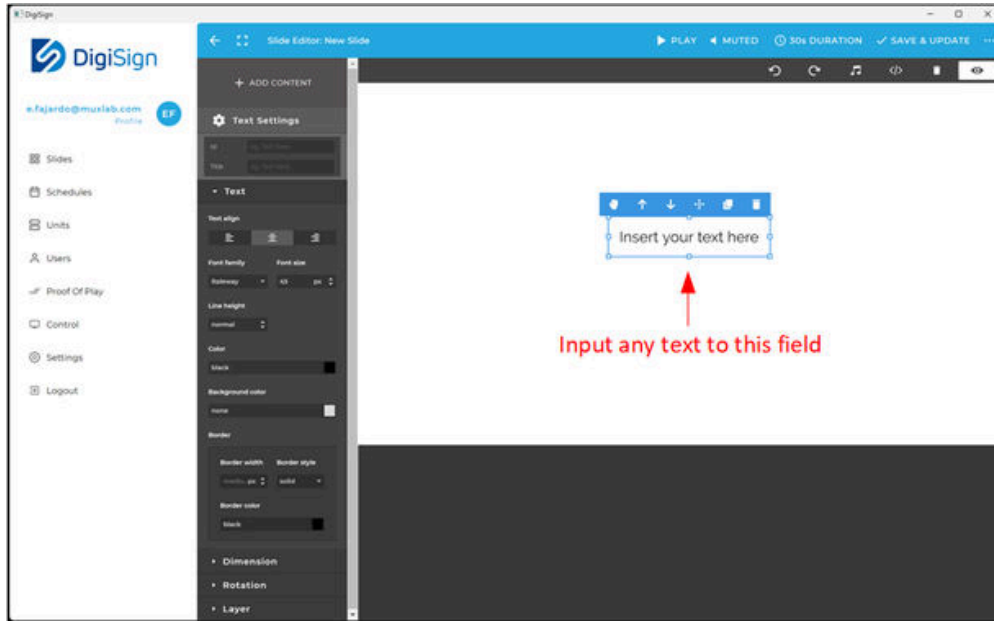 DigiSign
DigiSign
e.fajardo@muxlab.com
Profile
EF
Slides
Schedules
Units
Users
Proof Of Play
Control
Settings
Logout
Slide Editor: New Slide
PLAY
MUTED
30s DURATION
SAVE & UPDATE
+ ADD CONTENT
Text Settings
Id
Title
Text
Text align
Font family Font size
Raleway px
Line height
normal
Color
black
Background color
none
Border
Border width Border style
px solid
Border color
black
Dimension
Rotation
Layer
Insert your text here
Input any text to this field